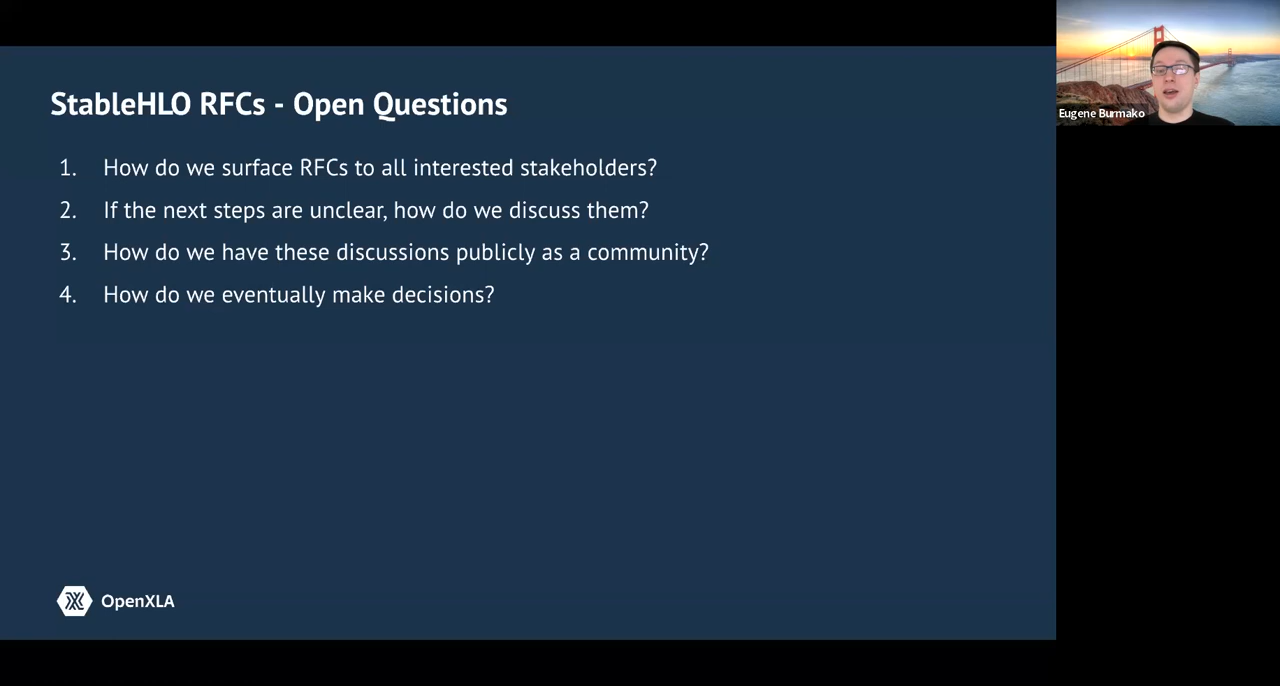 StableHLO RFCs - Open Questions
1. How do we surface RFCs to all interested stakeholders?
2. If the next steps are unclear, how do we discuss them?
3. How do we have these discussions publicly as a community?
4. How do we eventually make decisions?
OpenXLA
Eugene Burmako